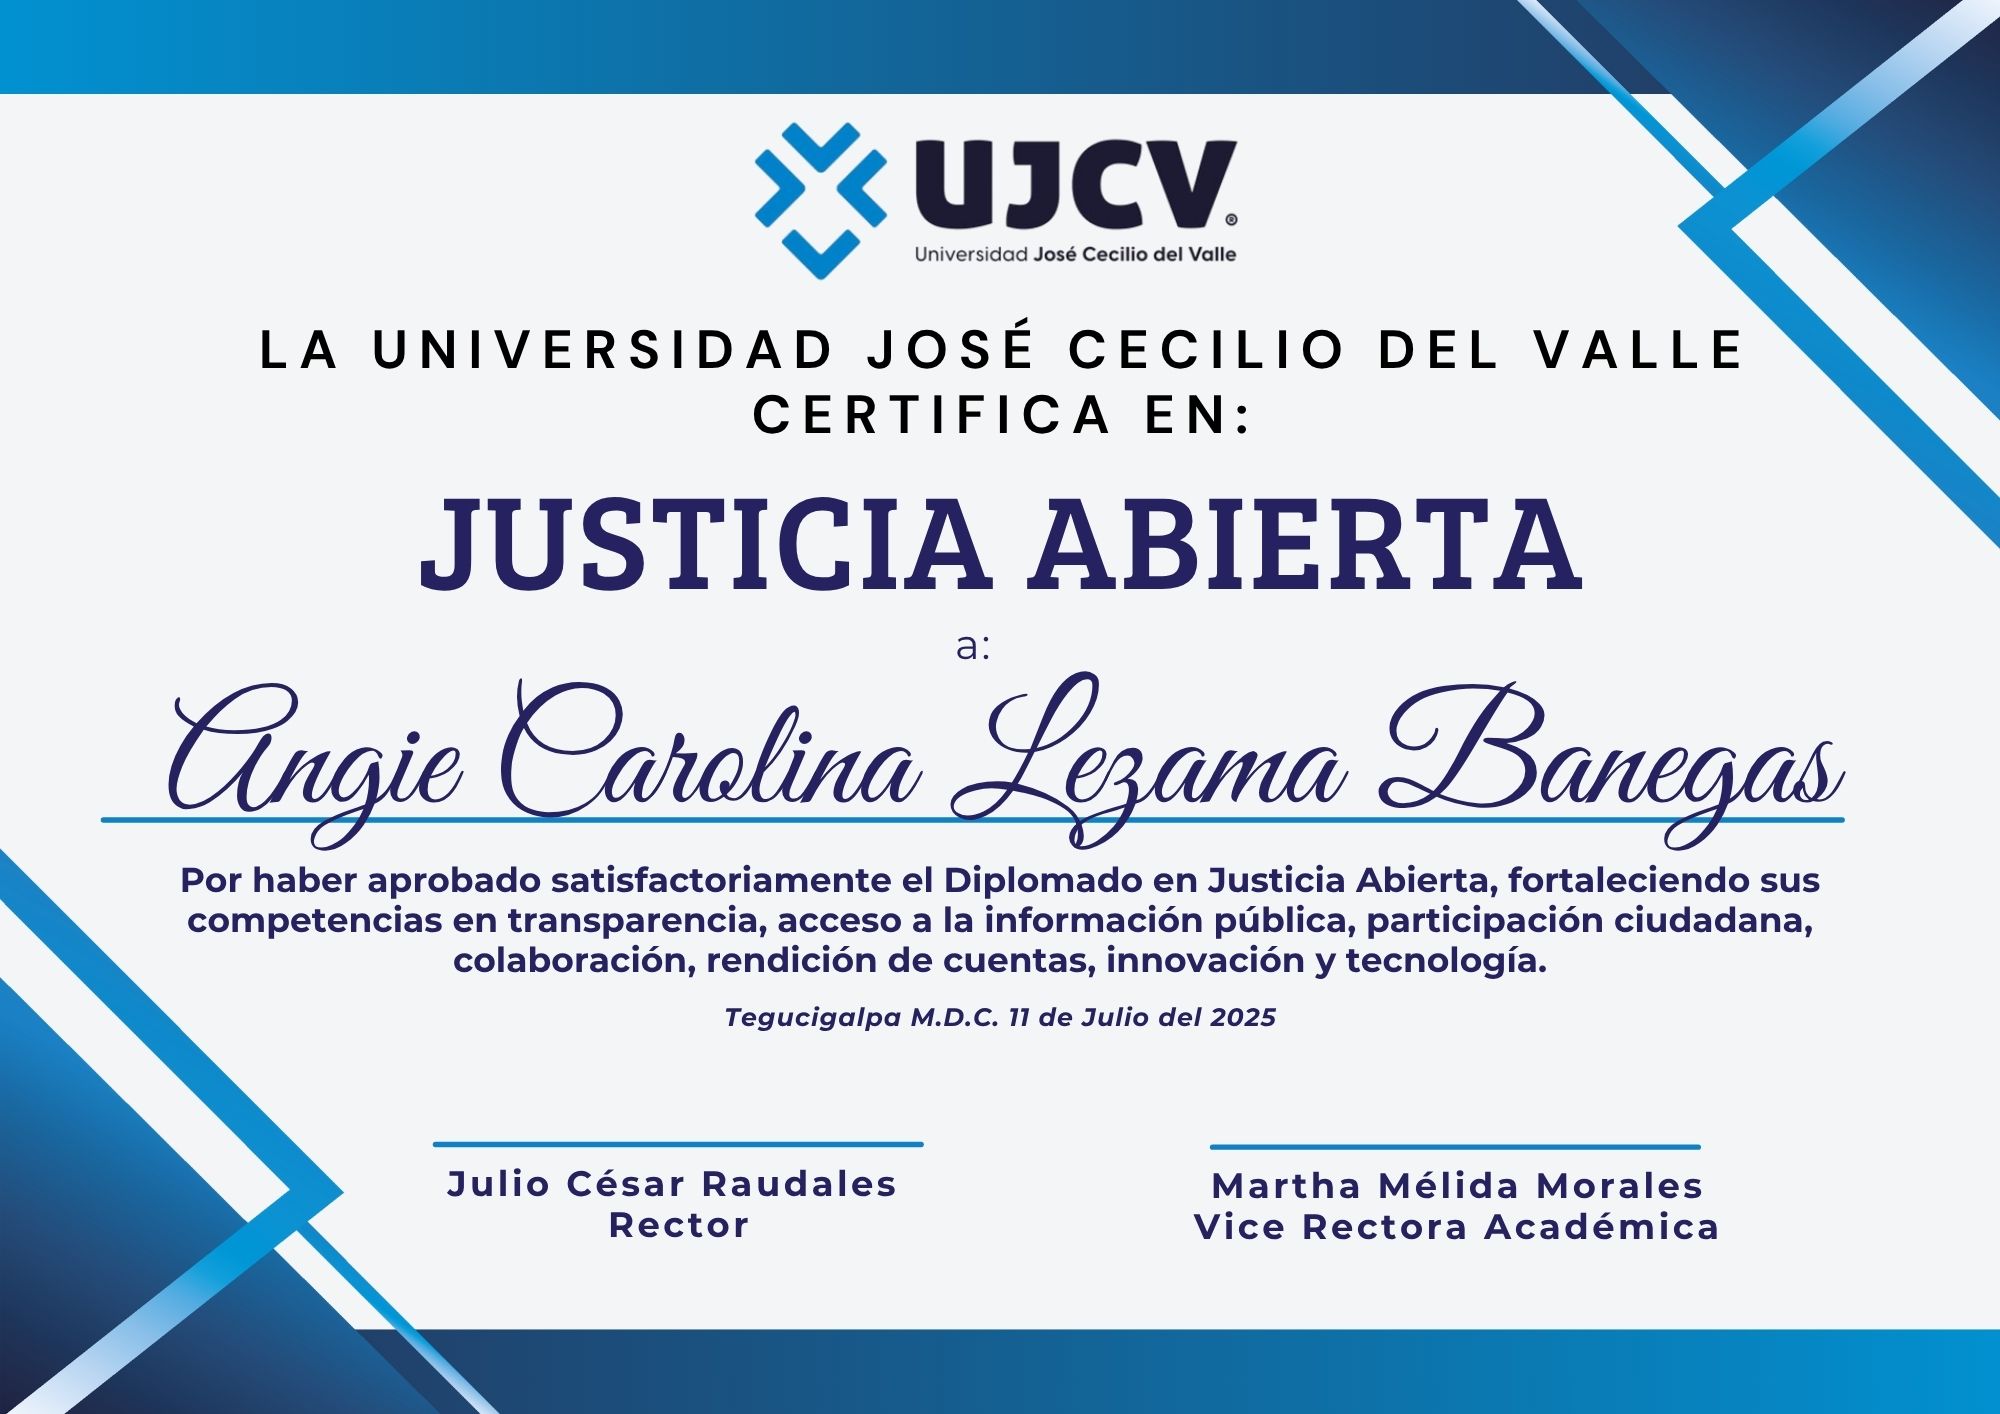 UJCV®
Universidad José Cecilio del Valle
LA UNIVERSIDAD JOSÉ CECILIO DEL VALLE
CERTIFICA EN:
JUSTICIA ABIERTA
a:
Angie Carolina Lezama Banegas
Por haber aprobado satisfactoriamente el Diplomado en Justicia Abierta, fortaleciendo sus
competencias en transparencia, acceso a la información pública, participación ciudadana,
colaboración, rendición de cuentas, innovación y tecnología.
Tegucigalpa M.D.C. 11 de Julio del 2025
Julio César Raudales
Rector
Martha Mélida Morales
Vice Rectora Académica